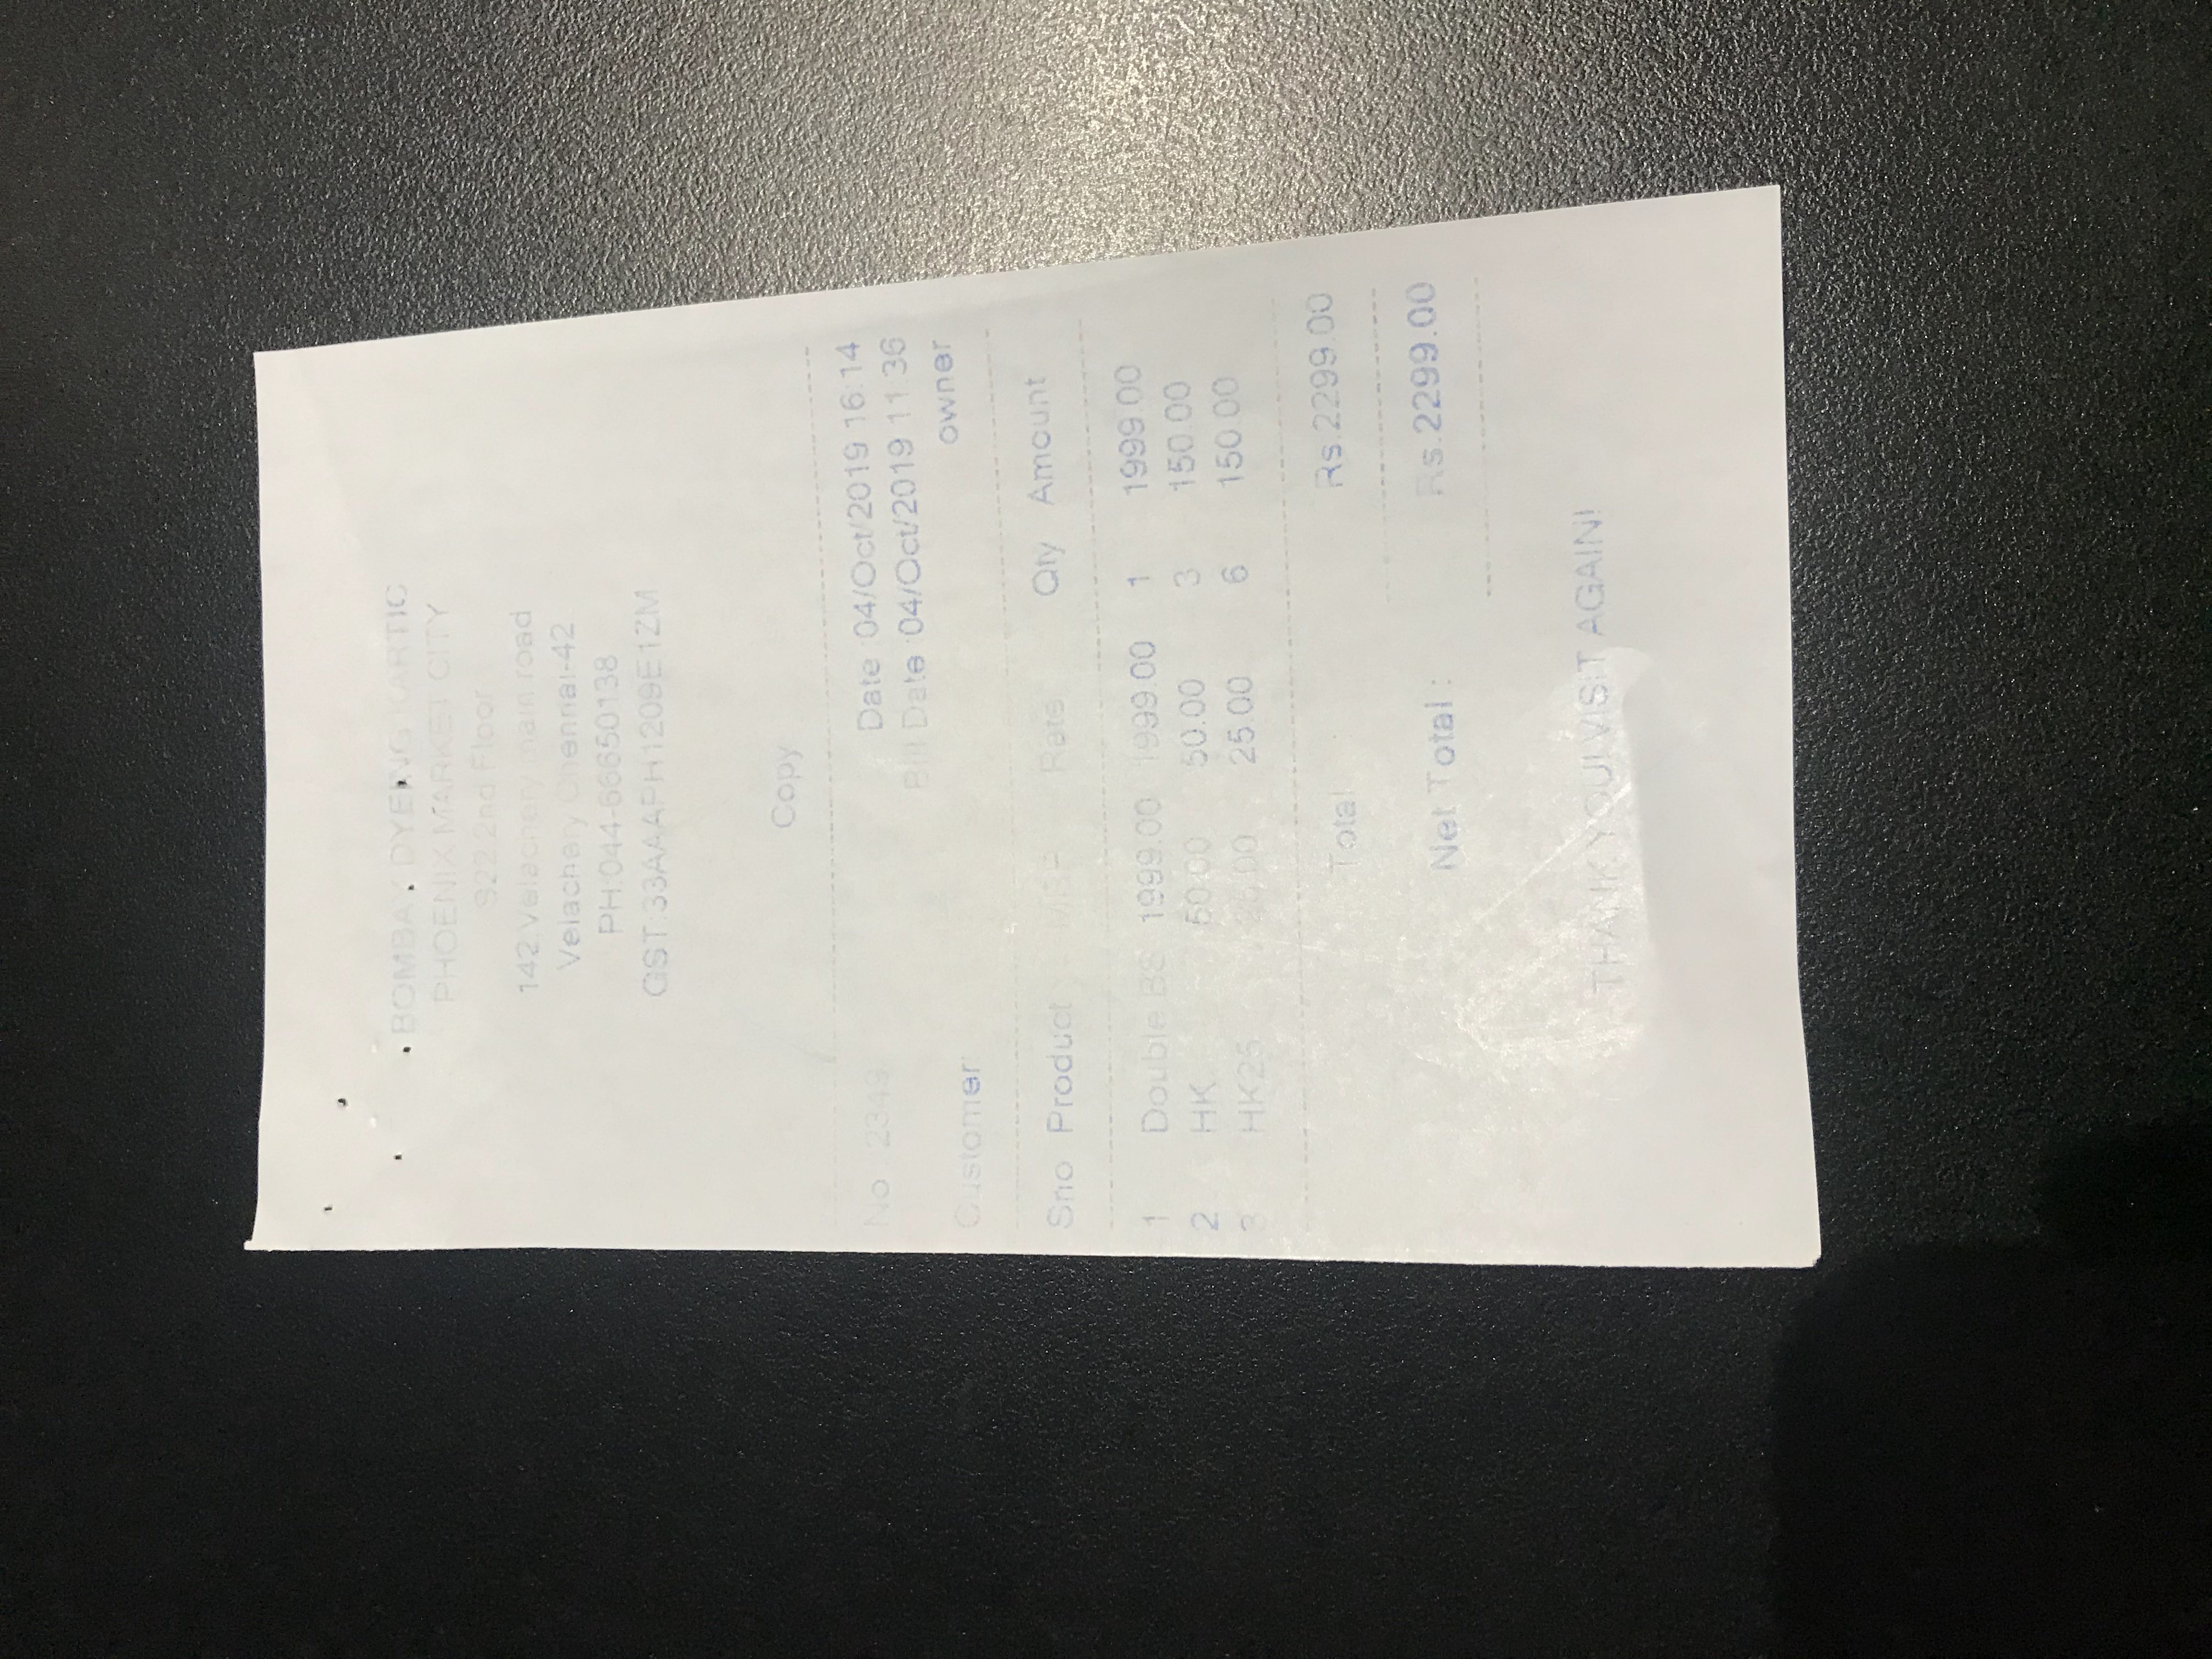 BOMBAY DYEING KARTIC
PHOENIX MARKET CITY
S22 2nd Floor
142 Velachery main road
Velachery Chennai-42
PH:044-66650138
GST:33AAAPH1209E1ZM
Copy
No : 2349 Date :04/Oct/2019 16:14
Bill Date :04/Oct/2019 11:36
owner
Customer:
Sno Product MRP Rate Qty Amount
1 Double BS 1999.00 1999.00 1 1999.00
2 HK 50.00 50.00 3 150.00
3 HK25 25.00 25.00 6 150.00
Total Rs.2299.00
Net Total : Rs.2299.00
THANK YOU! VISIT AGAIN!